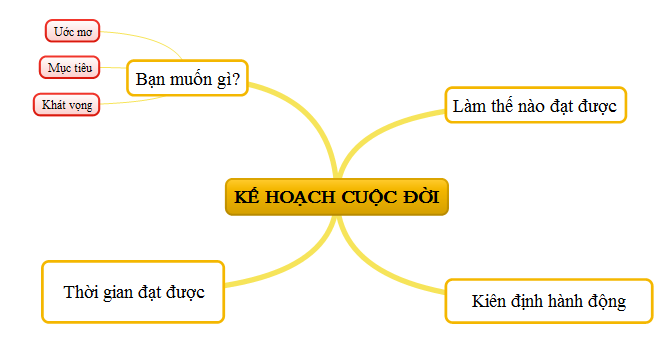 Ước mơ
Mục tiêu
Khát vọng
Bạn muốn gì?
Làm thế nào đạt được
KẾ HOẠCH CUỘC ĐỜI
Thời gian đạt được
Kiên định hành động